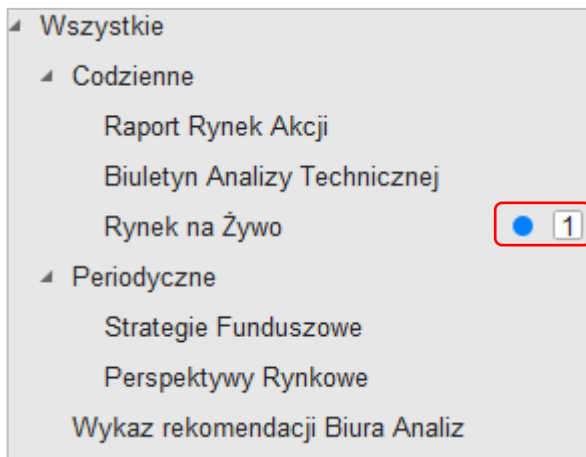 Wszystkie
Codzienne
Raport Rynek Akcji
Biuletyn Analizy Technicznej
Rynek na Żywo 1
Periodyczne
Strategie Funduszowe
Perspektywy Rynkowe
Wykaz rekomendacji Biura Analiz